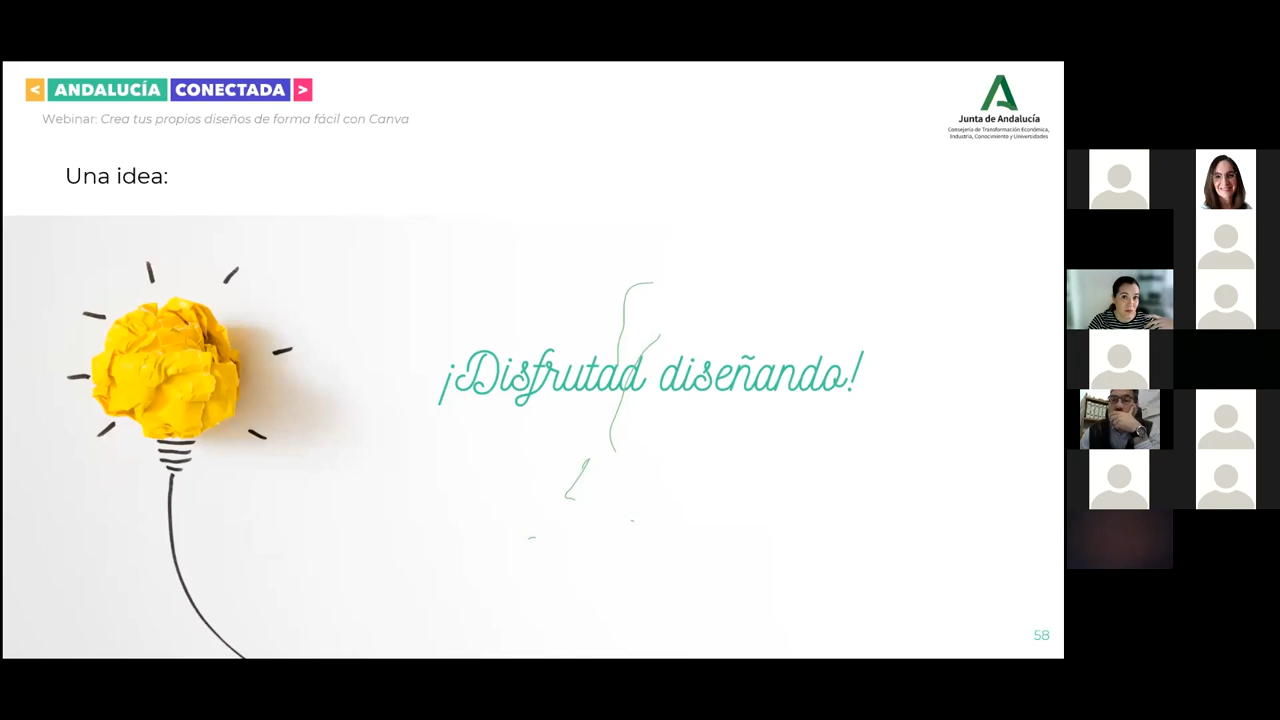 < ANDALUCÍA CONECTADA >
Webinar: Crea tus propios diseños de forma fácil con Canva
Junta de Andalucía
Consejería de Transformación Económica,
Industria, Conocimiento y Universidades
Una idea:
¡Disfrutad diseñando!
58